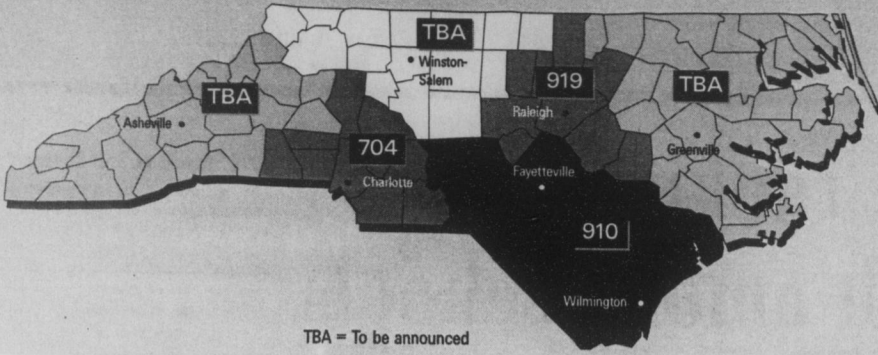 TBA
Winston-
Salem
919
TBA
TBA
Raleigh
Asheville
Greenville
704
Fayetteville
Charlotte
910
Wilmington
TBA = To be announced